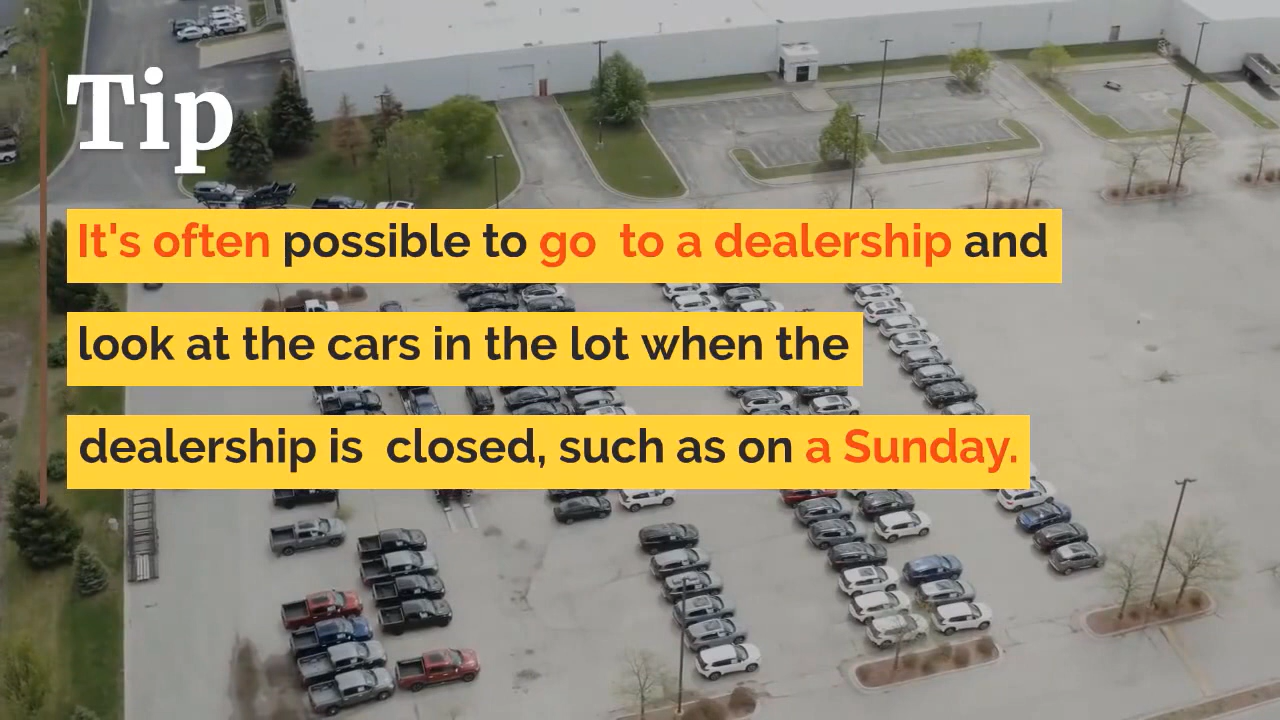 Tip
It's often possible to go  to a dealership and
look at the cars in the lot when the
dealership is  closed, such as on a Sunday.